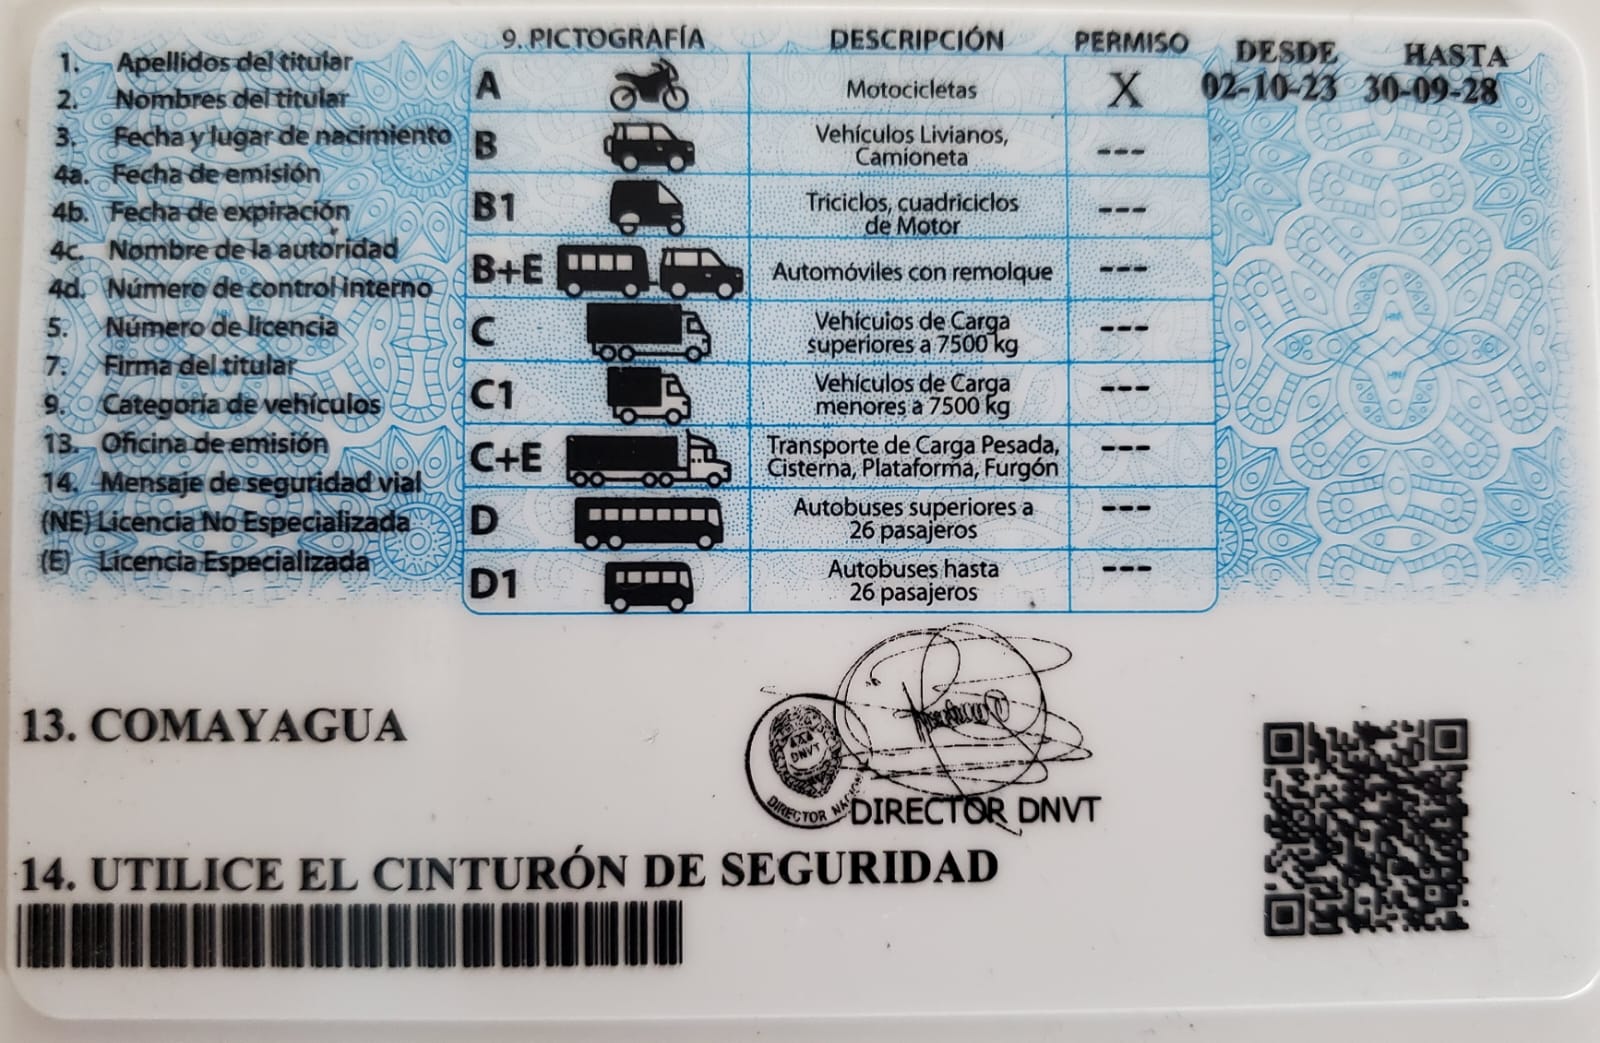 1. Apellidos del titular
2. Nombres del titular
3. Fecha y lugar de nacimiento
4a. Fecha de emisión
4b. Fecha de expiración
4c. Nombre de la autoridad
4d. Número de control interno
5. Número de licencia
7. Firma del titular
9. Categoría de vehículos
13. Oficina de emisión
14. Mensaje de seguridad vial
(NE) Licencia No Especializada
(E) Licencia Especializada
9. PICTOGRAFÍA DESCRIPCIÓN PERMISO DESDE HASTA
A Motocicletas X 02-10-23 30-09-28
B Vehículos Livianos,
Camioneta ---
B1 Triciclos, cuadriciclos
de Motor ---
B+E Automóviles con remolque ---
C Vehículos de Carga
superiores a 7500 kg ---
C1 Vehículos de Carga
menores a 7500 kg ---
C+E Transporte de Carga Pesada,
Cisterna, Plataforma, Furgón ---
D Autobuses superiores a
26 pasajeros ---
D1 Autobuses hasta
26 pasajeros ---
13. COMAYAGUA
DNVT
DIRECTOR
DIRECTOR DNVT
14. UTILICE EL CINTURÓN DE SEGURIDAD